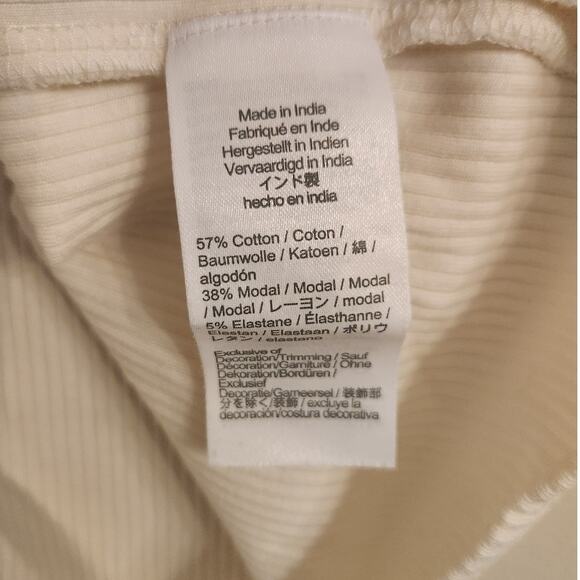 Made in India
Fabriqué en Inde
Hergestellt in Indien
Vervaardigd in India
インド製
hecho en india
57% Cotton / Coton /
Baumwolle / Katoen / 綿 /
algodón
38% Modal / Modal / Modal
/ Modal / レーヨン / modal
5% Elastane / Élasthanne /
Elastan / Elastaan / ポリウ
レタン / elastano
Exclusive of
Decoration/Trimming / Sauf
Décoration/Garniture / Ohne
Dekoration/Bordüren /
Exclusief
Decoratie/Garneersel / 装飾部
分を除く/装飾 / excluye la
decoración/costura decorativa